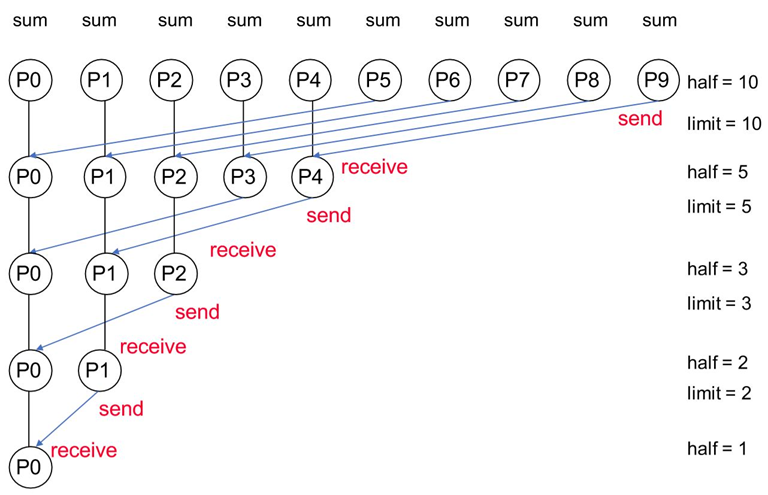 sum sum sum sum sum sum sum sum sum sum
P0 P1 P2 P3 P4 P5 P6 P7 P8 P9 half = 10
send
limit = 10
receive
P0 P1 P2 P3 P4 half = 5
send
limit = 5
receive
P0 P1 P2 half = 3
send
limit = 3
receive
P0 P1 half = 2
send
limit = 2
receive
half = 1
P0